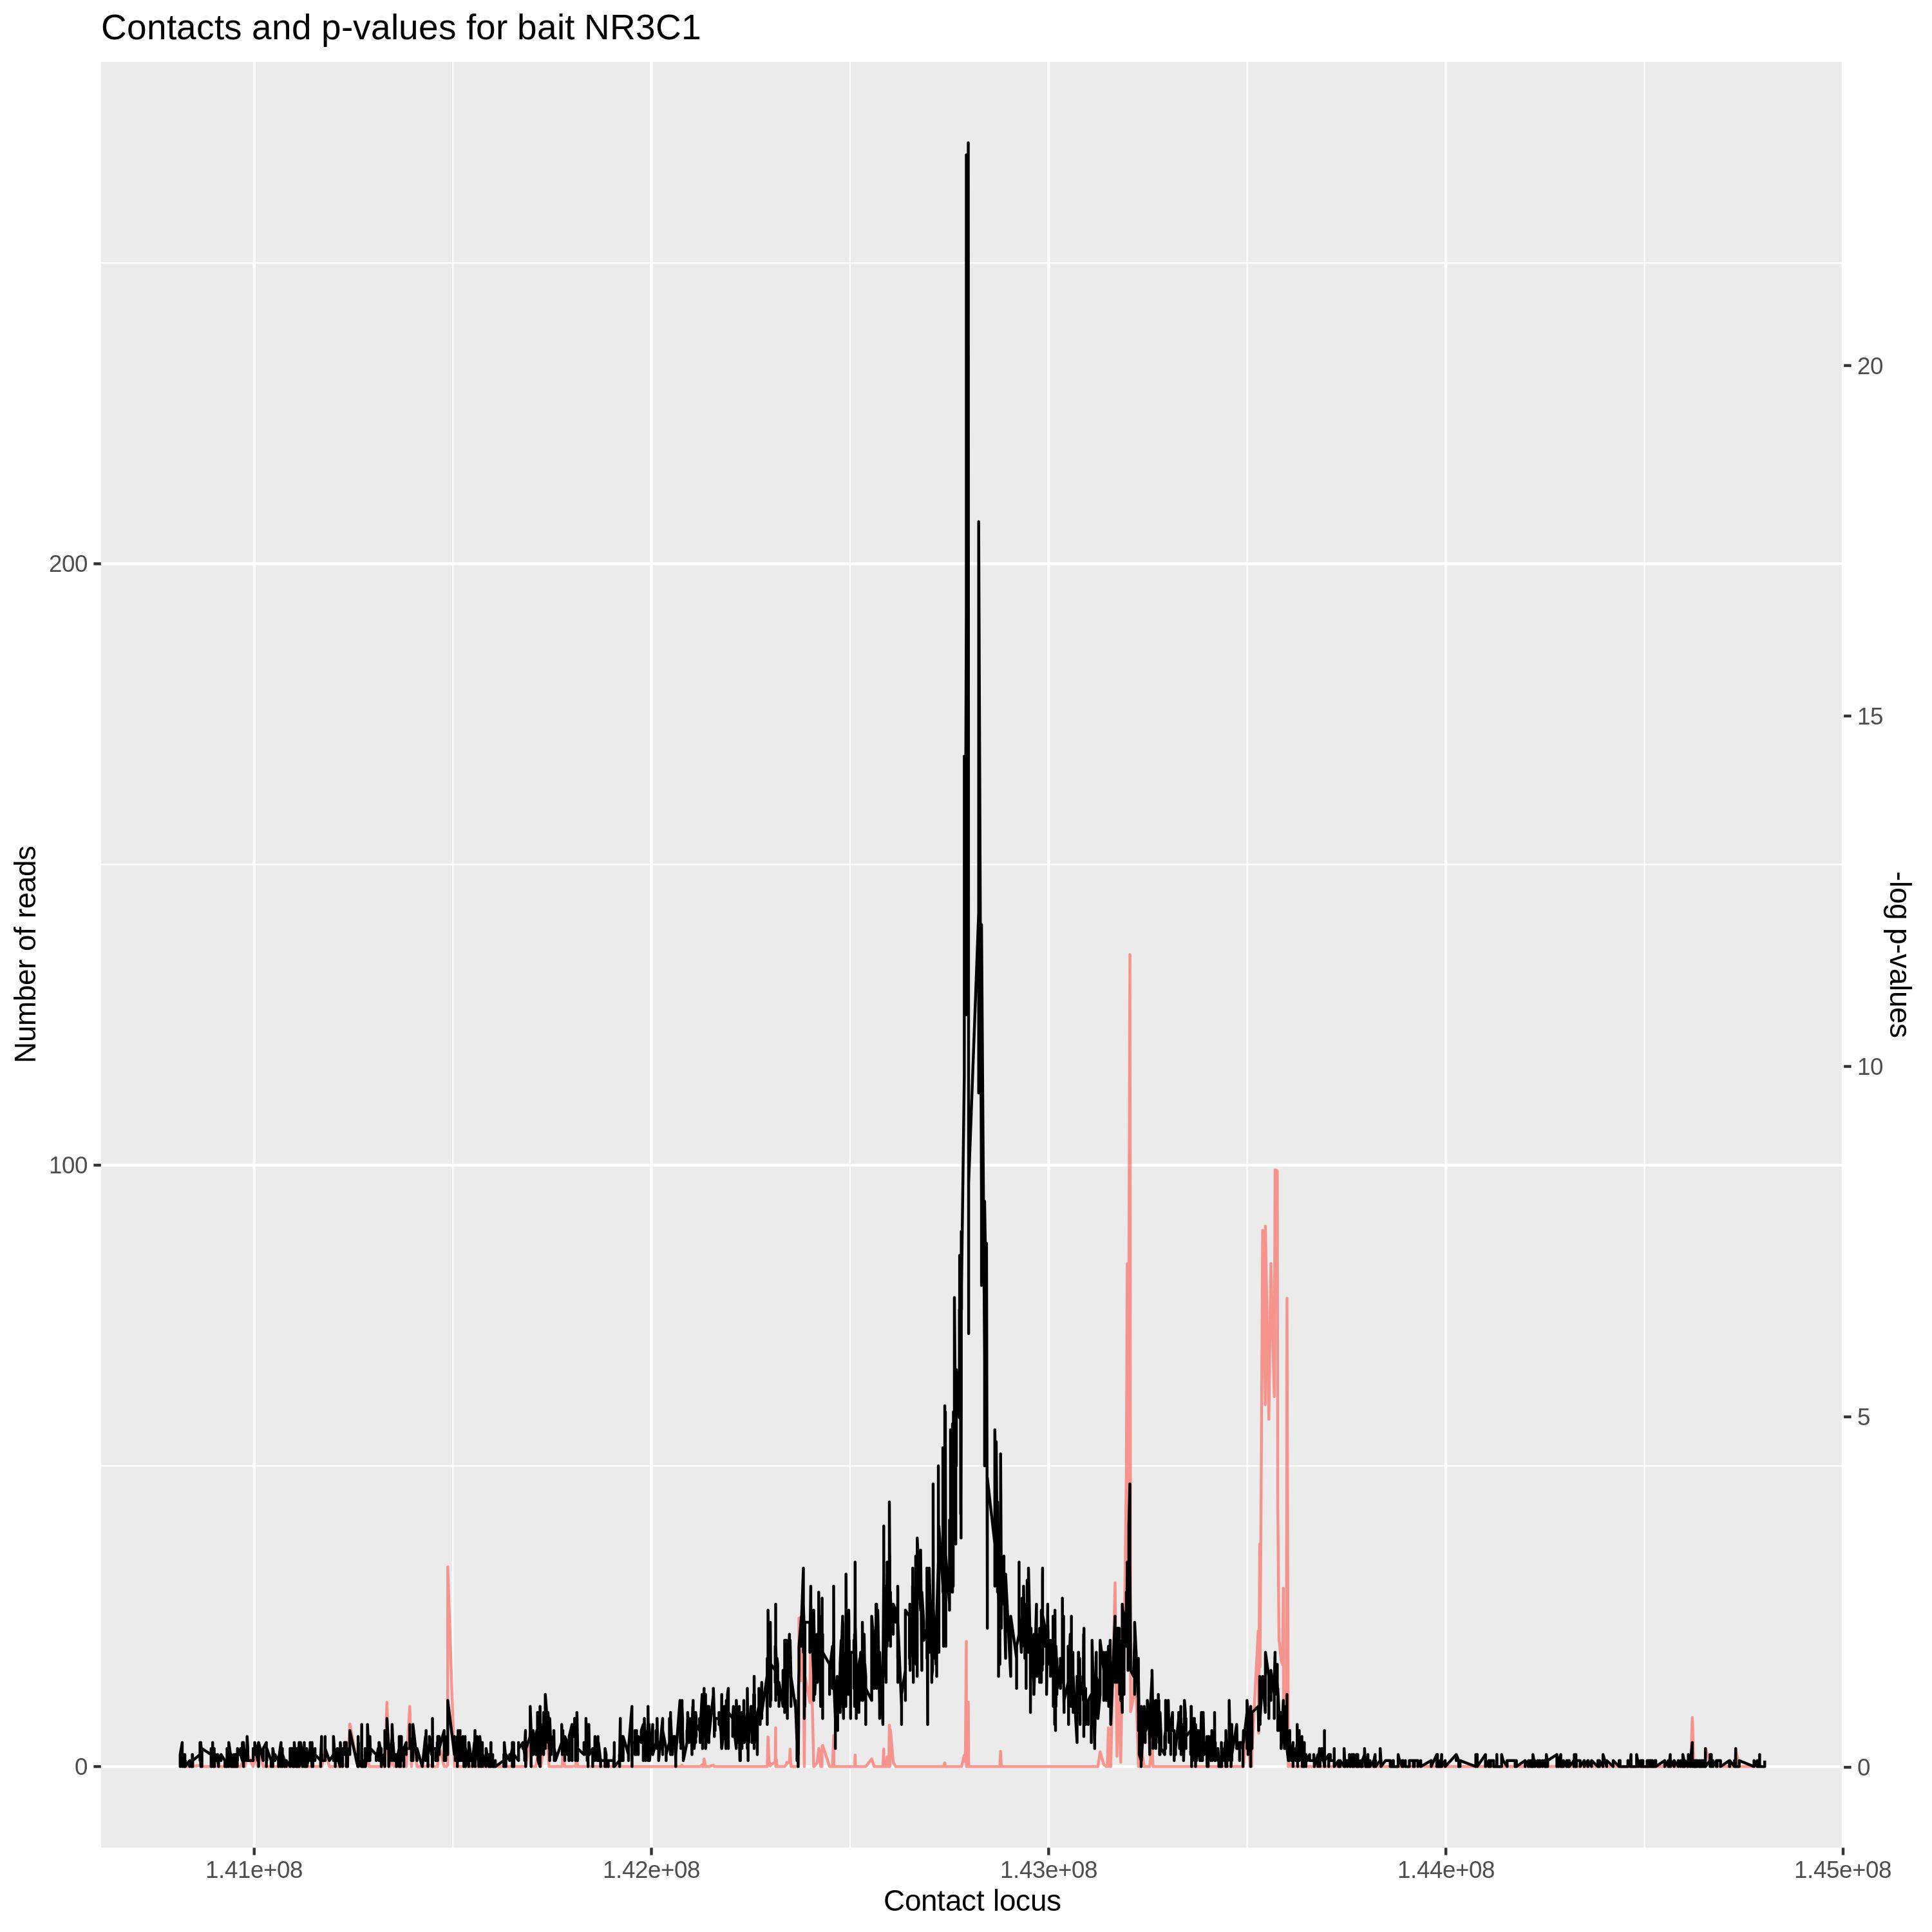 Contacts and p-values for bait NR3C1
Number of reads
200
100
0
20
15
10
5
0
-log p-values
1.41e+08 1.42e+08 1.43e+08 1.44e+08 1.45e+08
Contact locus